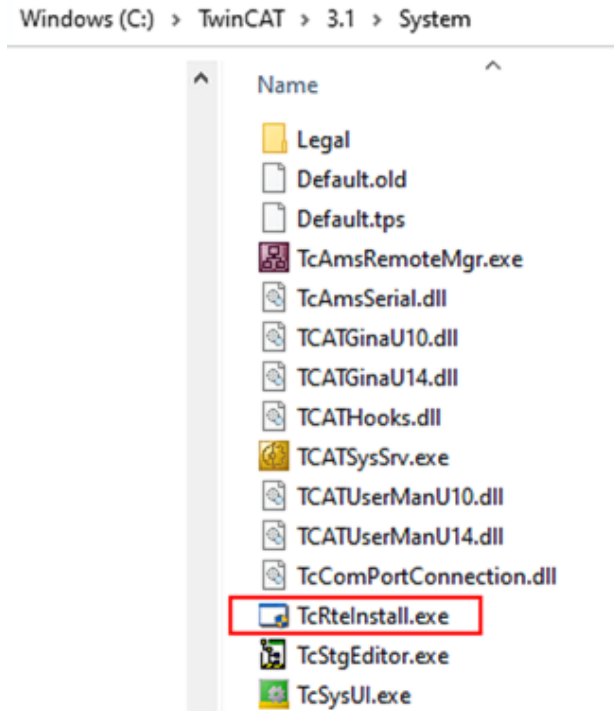 Windows (C:) > TwinCAT > 3.1 > System
Name
Legal
Default.old
Default.tps
TcAmsRemoteMgr.exe
TcAmsSerial.dll
TCATGinaU10.dll
TCATGinaU14.dll
TCATHooks.dll
TCATSysSrv.exe
TCATUserManU10.dll
TCATUserManU14.dll
TcComPortConnection.dll
TcRteInstall.exe
TcStgEditor.exe
TcSysUI.exe